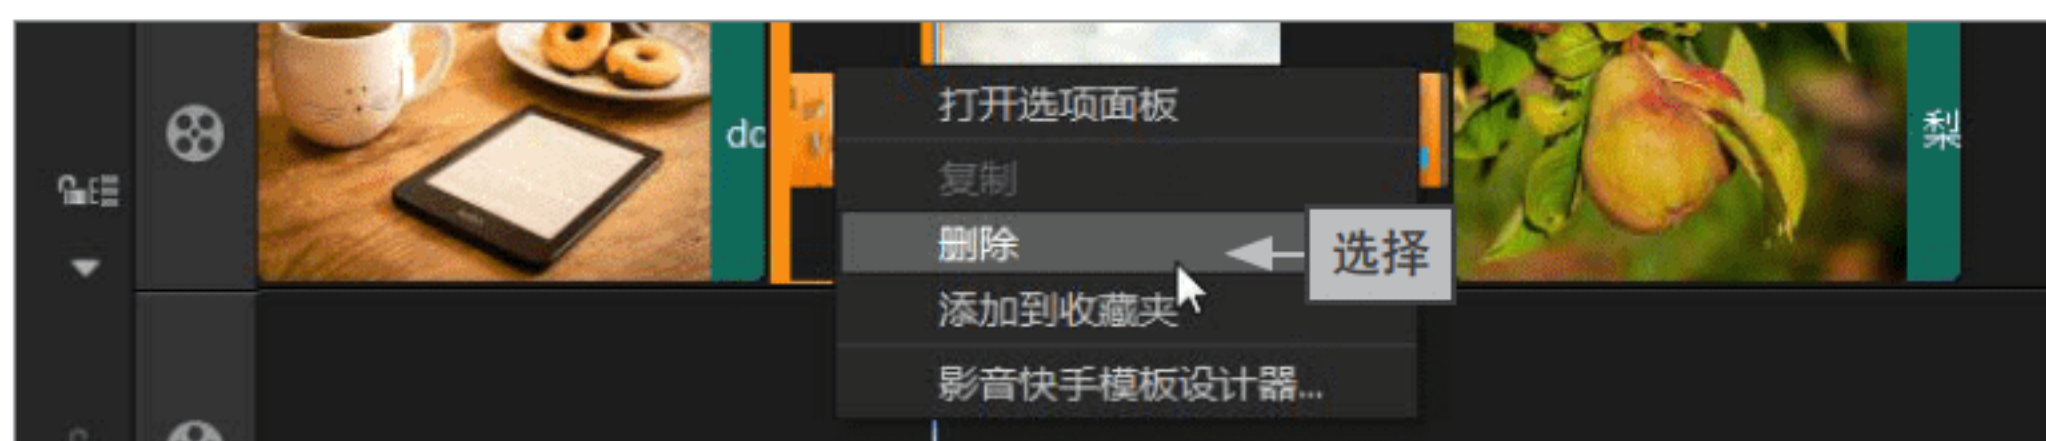 打开选项面板
dc
复制
梨
删除
选择
添加到收藏夹
影音快手模板设计器...